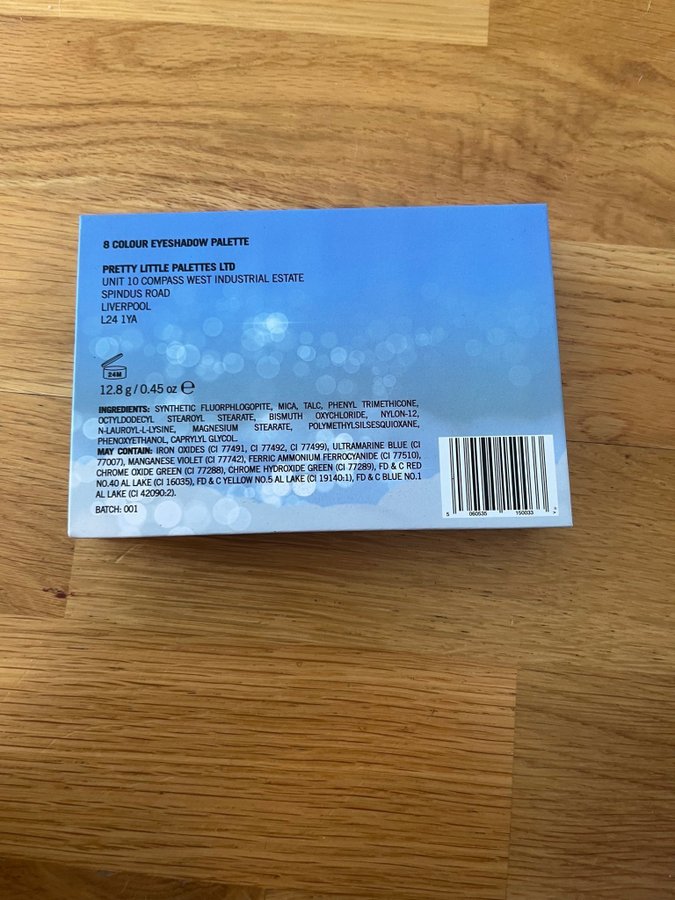 8 COLOUR EYESHADOW PALETTE
PRETTY LITTLE PALETTES LTD
UNIT 10 COMPASS WEST INDUSTRIAL ESTATE
SPINDUS ROAD
LIVERPOOL
L24 1YA
24M
12.8 g / 0.45 oz ℮
INGREDIENTS: SYNTHETIC FLUORPHLOGOPITE, MICA, TALC, PHENYL TRIMETHICONE,
OCTYLDODECYL STEAROYL STEARATE, BISMUTH OXYCHLORIDE, NYLON-12,
N-LAUROYL-L-LYSINE, MAGNESIUM STEARATE, POLYMETHYLSILSESQUIOXANE,
PHENOXYETHANOL, CAPRYLYL GLYCOL.
MAY CONTAIN: IRON OXIDES (CI 77491, CI 77492, CI 77499), ULTRAMARINE BLUE (CI
77007), MANGANESE VIOLET (CI 77742), FERRIC AMMONIUM FERROCYANIDE (CI 77510),
CHROME OXIDE GREEN (CI 77288), CHROME HYDROXIDE GREEN (CI 77289), FD & C RED
NO.40 AL LAKE (CI 16035), FD & C YELLOW NO.5 AL LAKE (CI 19140:1), FD & C BLUE NO.1
AL LAKE (CI 42090:2).
BATCH: 001
5 060535 150033